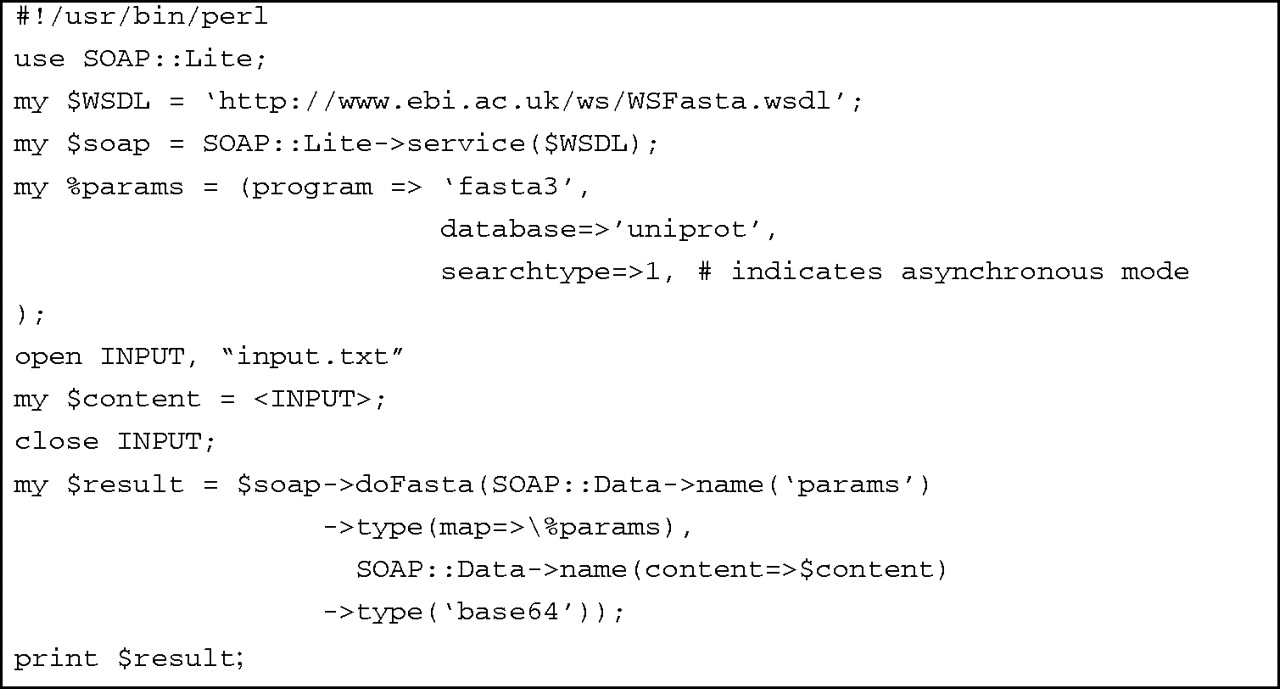 #!/usr/bin/perl
use SOAP::Lite;
my $WSDL = ‘http://www.ebi.ac.uk/ws/WSFasta.wsdl’;
my $soap = SOAP::Lite->service($WSDL);
my %params = (program => ‘fasta3’,
database=>’uniprot’,
searchtype=>1, # indicates asynchronous mode
);
open INPUT, “input.txt”
my $content = <INPUT>;
close INPUT;
my $result = $soap->doFasta(SOAP::Data->name(‘params’)
->type(map=>\%params),
SOAP::Data->name(content=>$content)
->type(‘base64’));
print $result;